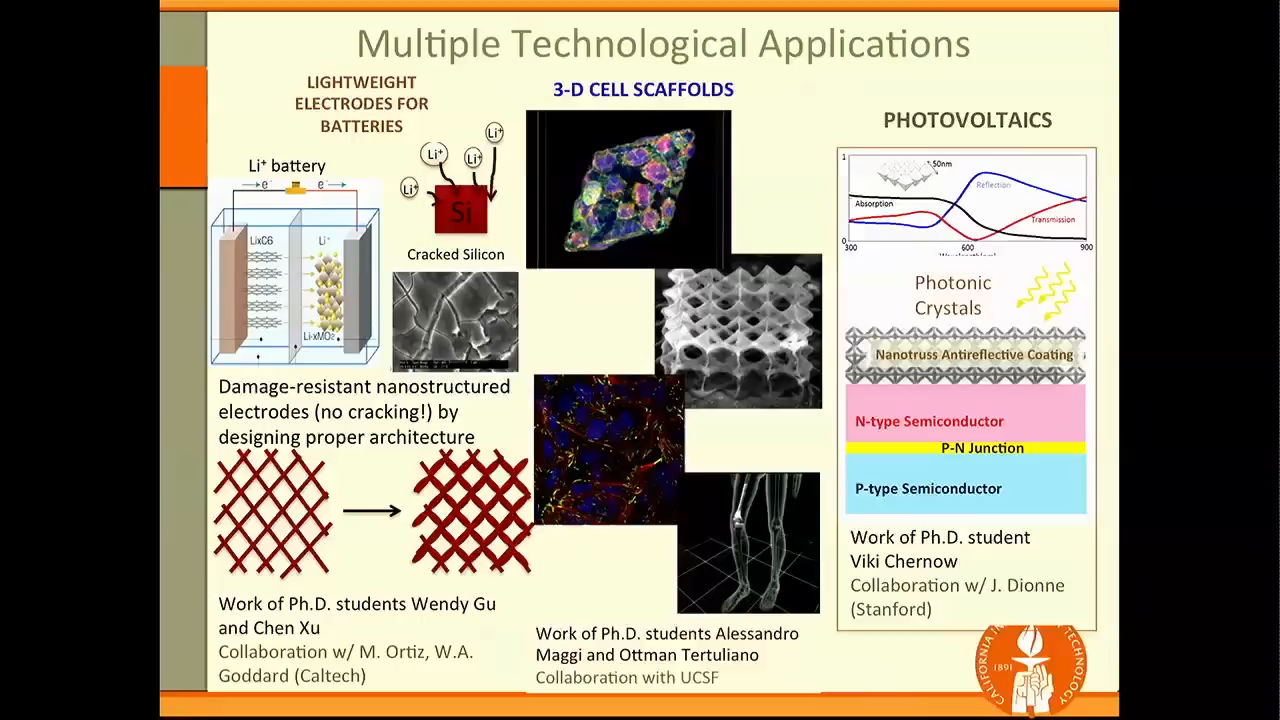 Multiple Technological Applications
LIGHTWEIGHT
ELECTRODES FOR
BATTERIES
Li⁺ battery
e⁻
e⁻
LixC6
Li⁺
Li-xMO2
Li⁺
Li⁺
Li⁺
Li⁺
Si
Cracked Silicon
Damage-resistant nanostructured
electrodes (no cracking!) by
designing proper architecture
Work of Ph.D. students Wendy Gu
and Chen Xu
Collaboration w/ M. Ortiz, W.A.
Goddard (Caltech)
3-D CELL SCAFFOLDS
Work of Ph.D. students Alessandro
Maggi and Ottman Tertuliano
Collaboration with UCSF
PHOTOVOLTAICS
1
50nm
Reflection
Absorption
Transmission
0
300
600
900
Photonic
Crystals
Nanotruss Antireflective Coating
N-type Semiconductor
P-N Junction
P-type Semiconductor
Work of Ph.D. student
Viki Chernow
Collaboration w/ J. Dionne
(Stanford)
1891
TECHNOLOGY